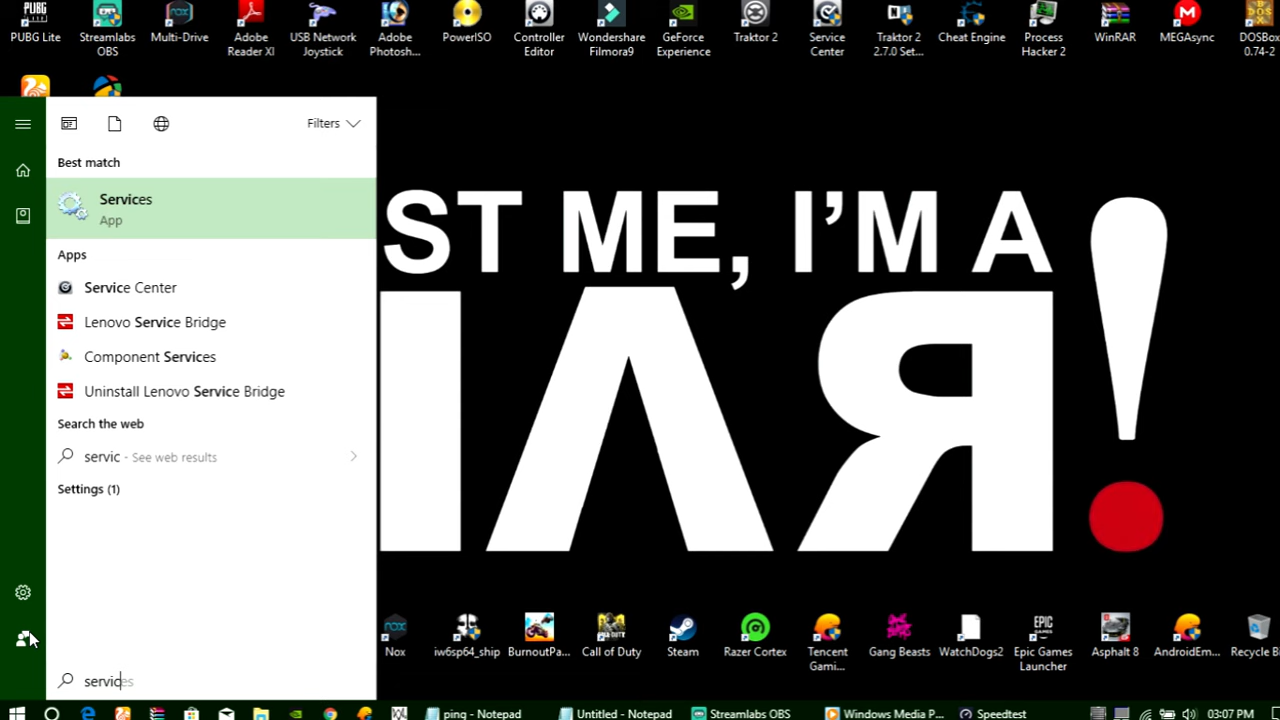 PUBG Lite
Streamlabs OBS
Multi-Drive
Adobe Reader XI
USB Network Joystick
Adobe Photosh...
PowerISO
Controller Editor
Wondershare Filmora9
GeForce Experience
Traktor 2
Service Center
Traktor 2 2.7.0 Set...
Cheat Engine
Process Hacker 2
WinRAR
MEGAsync
DOSBox 0.74-2
Filters
Best match
Services
App
Apps
Service Center
Lenovo Service Bridge
Component Services
Uninstall Lenovo Service Bridge
Search the web
servic - See web results
Settings (1)
services
ST ME, I'M A
IAR!
Nox
iw6sp64_ship
BurnoutPa...
Call of Duty
Steam
Razer Cortex
Tencent Gami...
Gang Beasts
WatchDogs2
Epic Games Launcher
Asphalt 8
AndroidEm...
Recycle B
ping - Notepad
Untitled - Notepad
Streamlabs OBS
Windows Media P...
Speedtest
03:07 PM